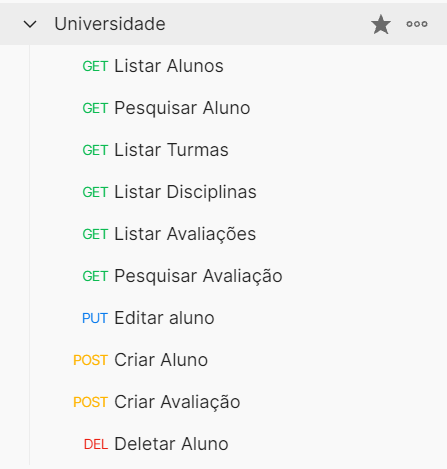 Universidade
GET Listar Alunos
GET Pesquisar Aluno
GET Listar Turmas
GET Listar Disciplinas
GET Listar Avaliações
GET Pesquisar Avaliação
PUT Editar aluno
POST Criar Aluno
POST Criar Avaliação
DEL Deletar Aluno